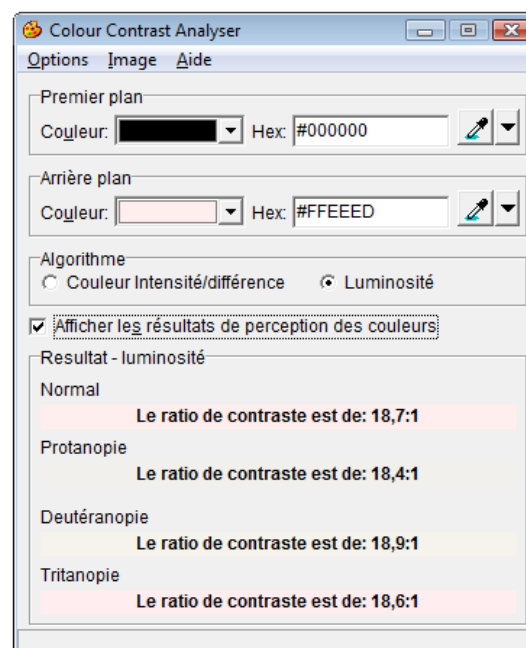 Colour Contrast Analyser
Options Image Aide
Premier plan
Couleur: Hex: #000000
Arrière plan
Couleur: Hex: #FFEEED
Algorithme
Couleur Intensité/différence Luminosité
Afficher les résultats de perception des couleurs
Resultat - luminosité
Normal
Le ratio de contraste est de: 18,7:1
Protanopie
Le ratio de contraste est de: 18,4:1
Deutéranopie
Le ratio de contraste est de: 18,9:1
Tritanopie
Le ratio de contraste est de: 18,6:1